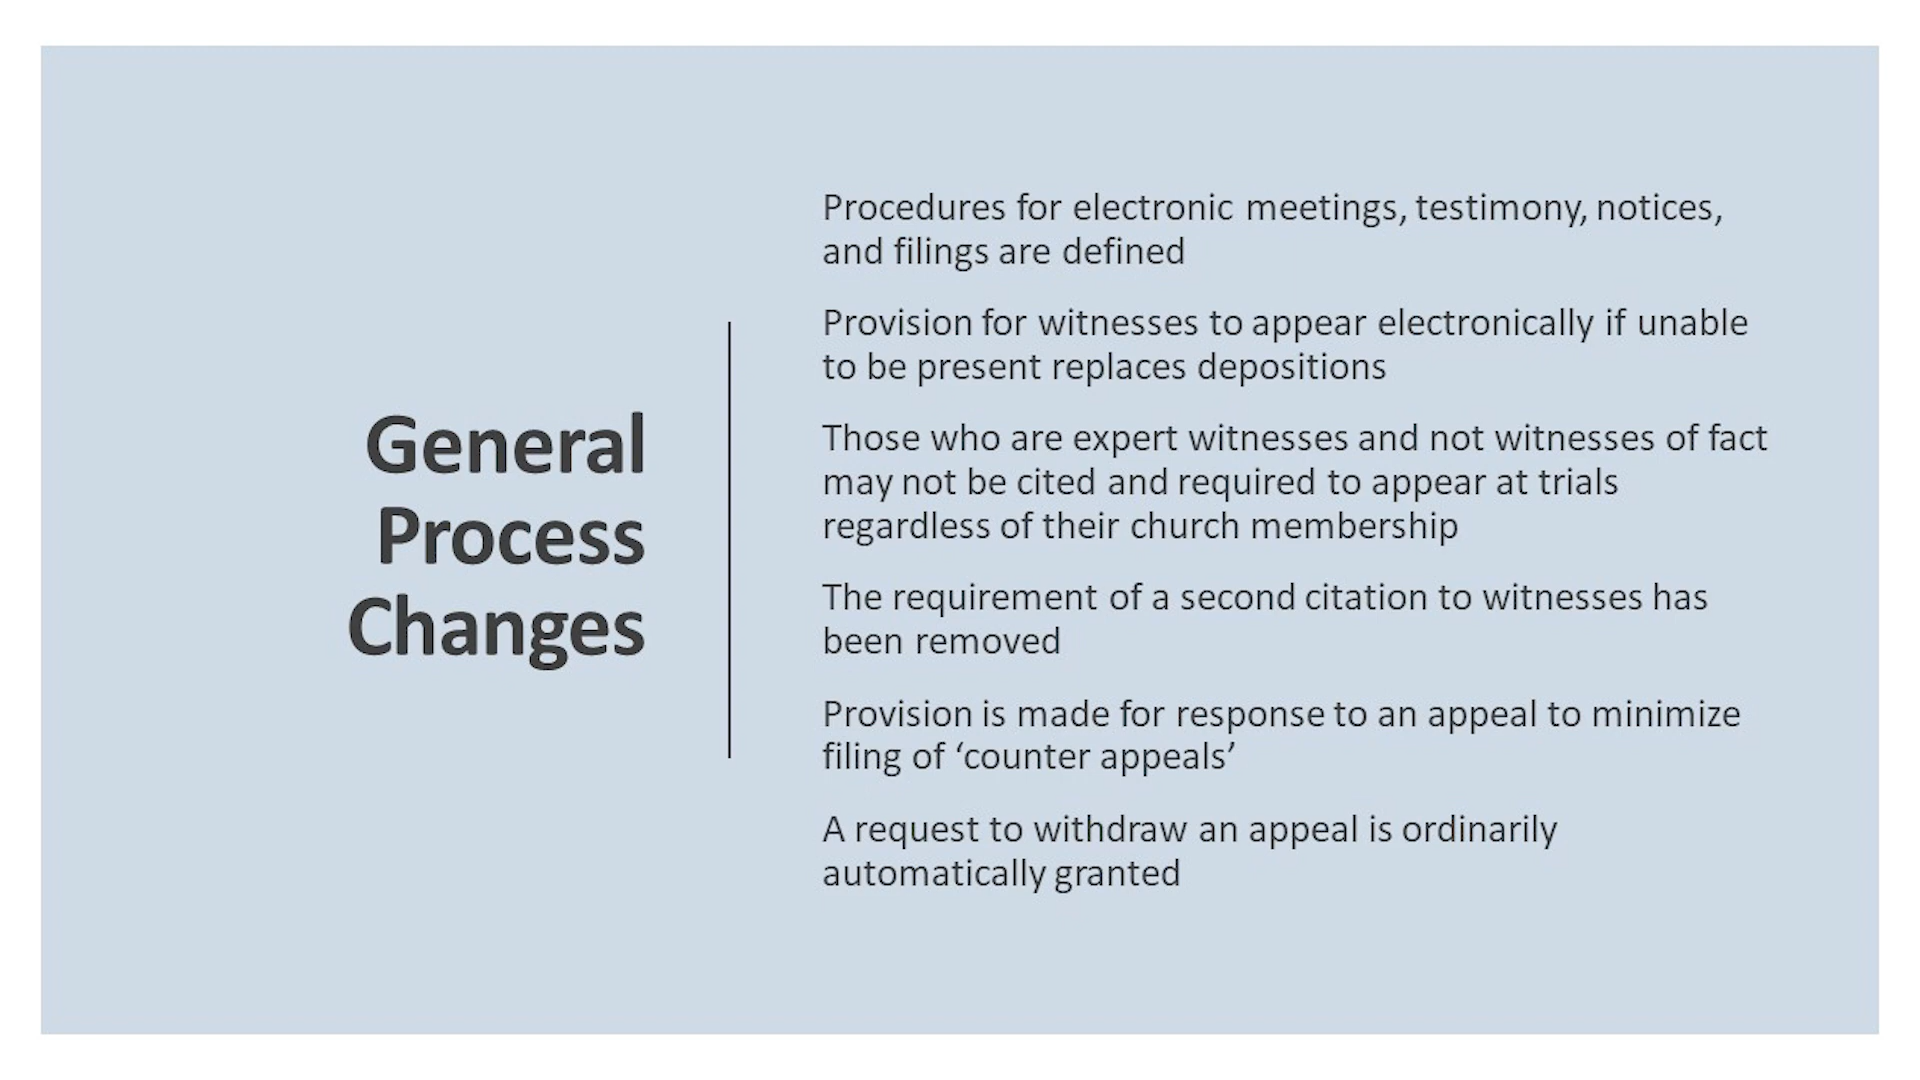 General
Process
Changes
Procedures for electronic meetings, testimony, notices,
and filings are defined
Provision for witnesses to appear electronically if unable
to be present replaces depositions
Those who are expert witnesses and not witnesses of fact
may not be cited and required to appear at trials
regardless of their church membership
The requirement of a second citation to witnesses has
been removed
Provision is made for response to an appeal to minimize
filing of ‘counter appeals’
A request to withdraw an appeal is ordinarily
automatically granted